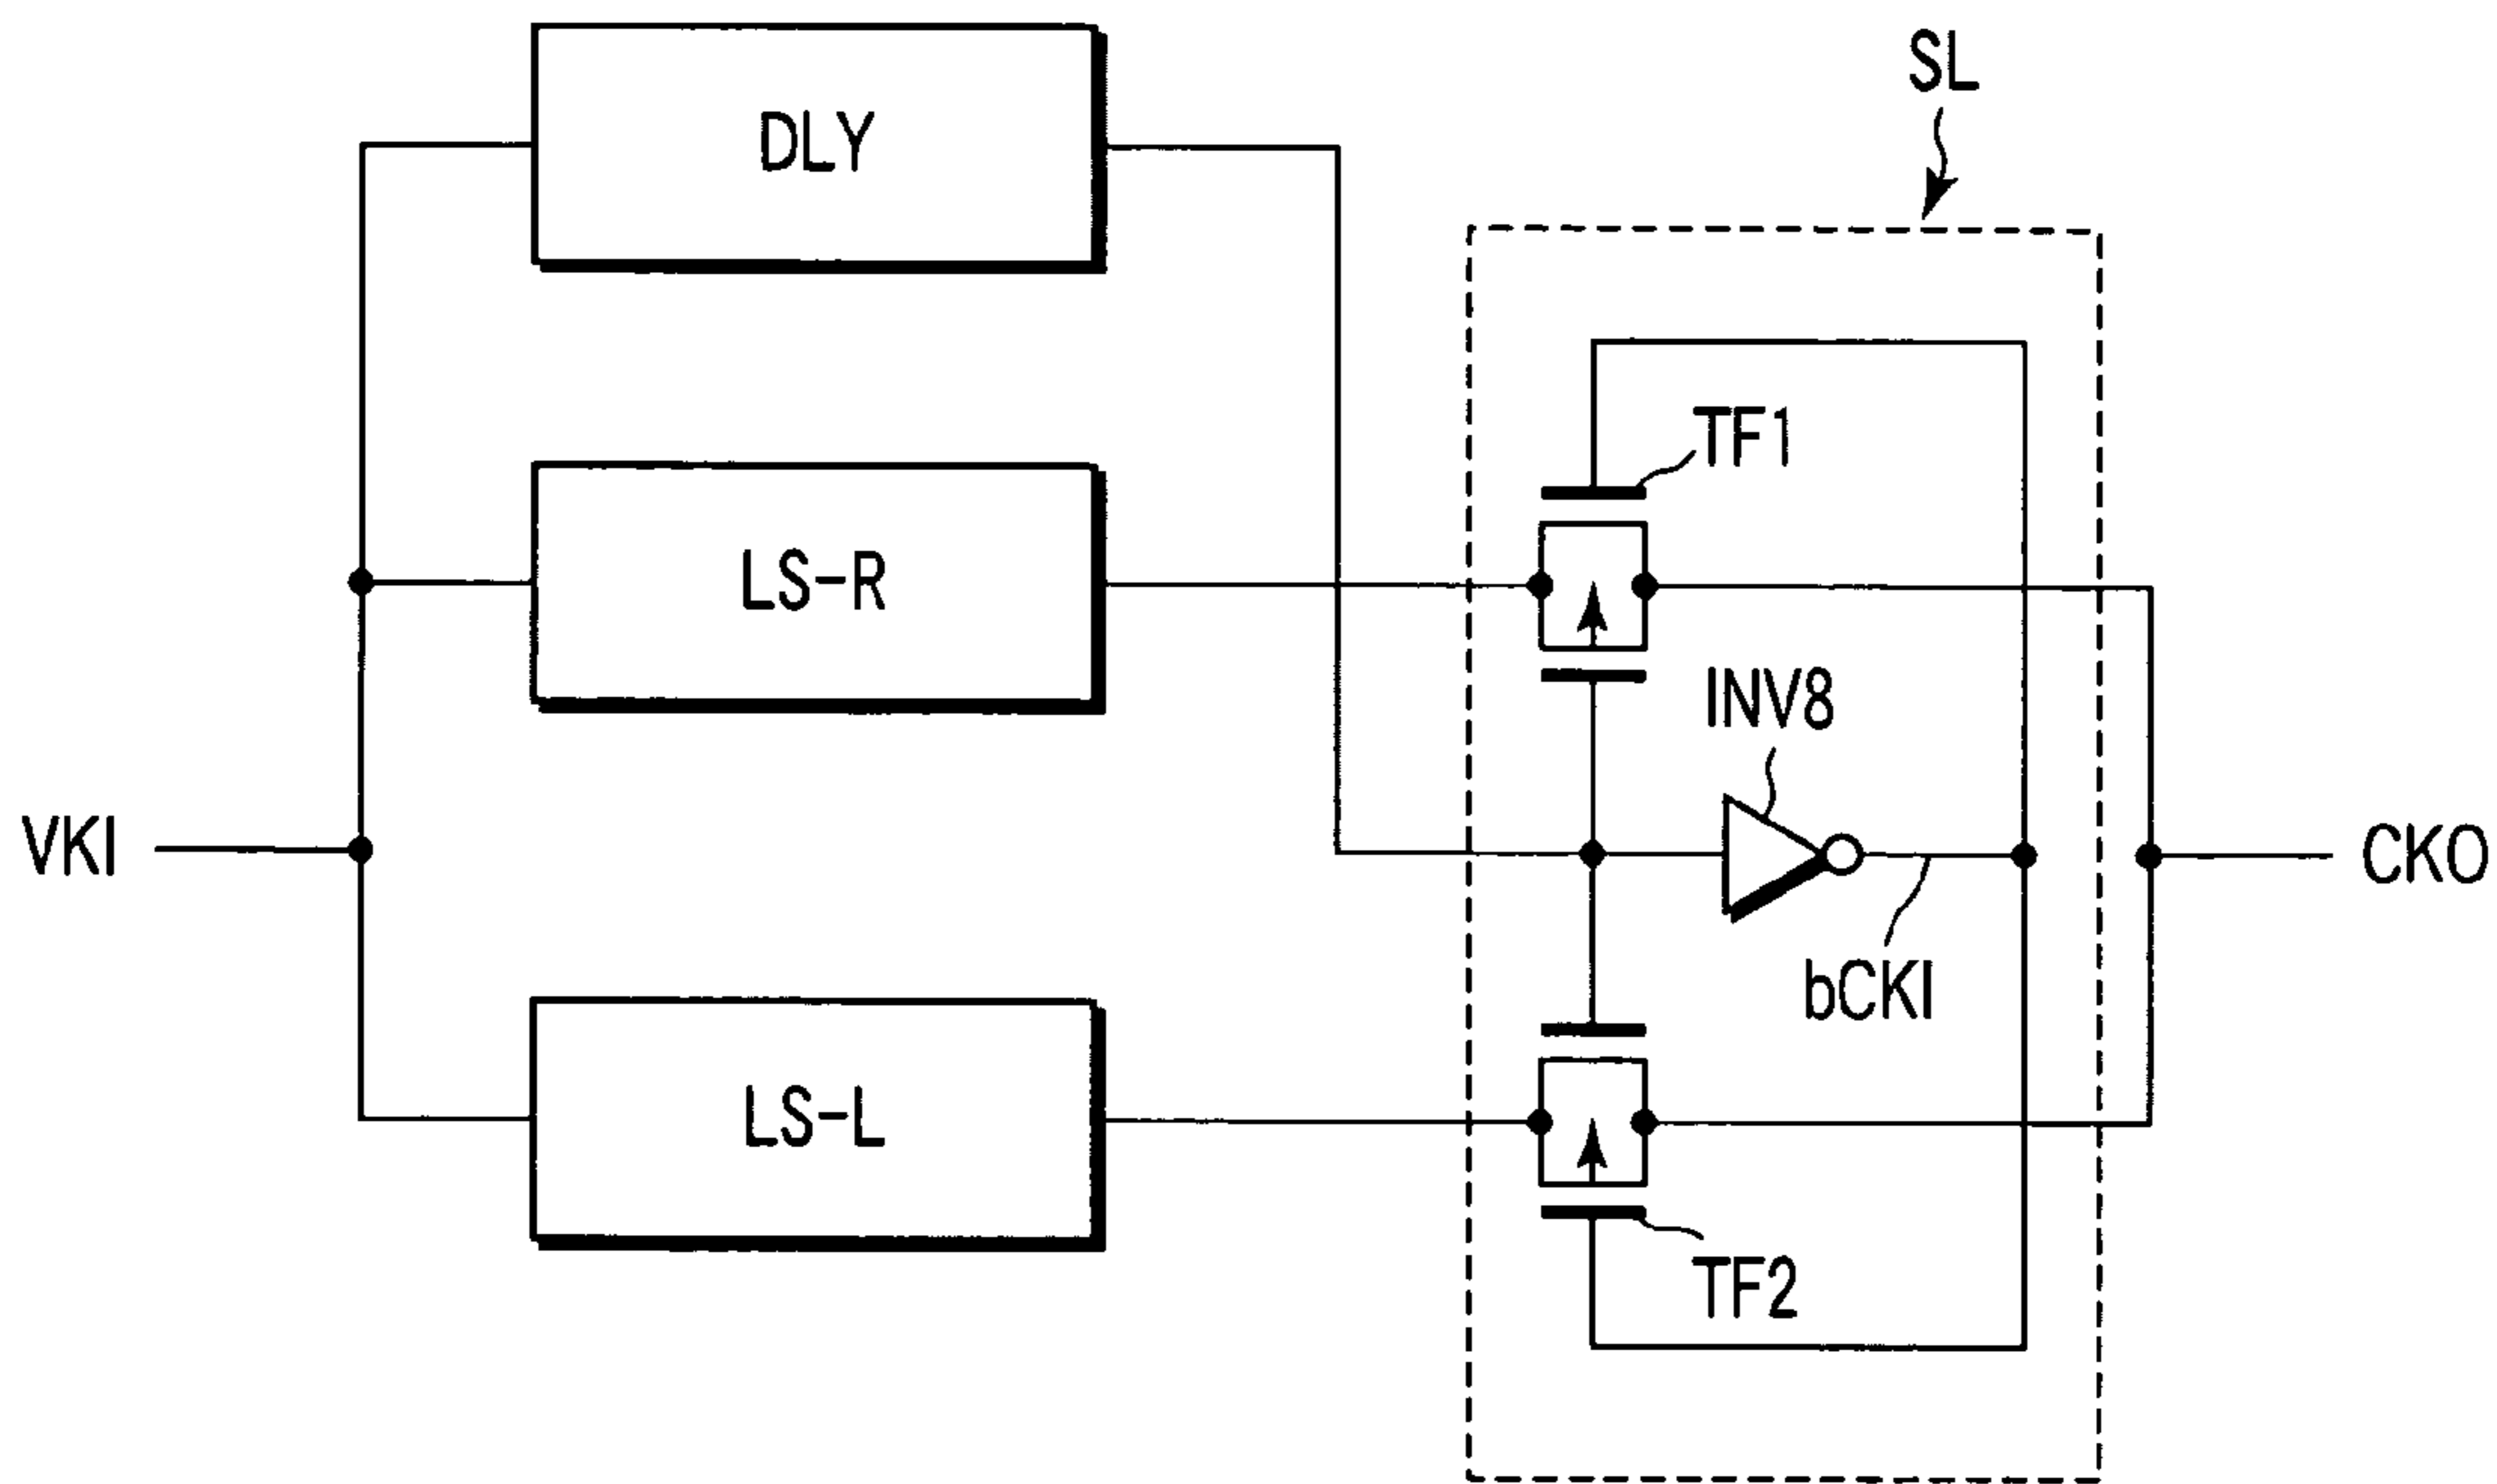 SL
DLY
TF1
LS-R
INV8
VKI
CKO
bCKI
LS-L
TF2